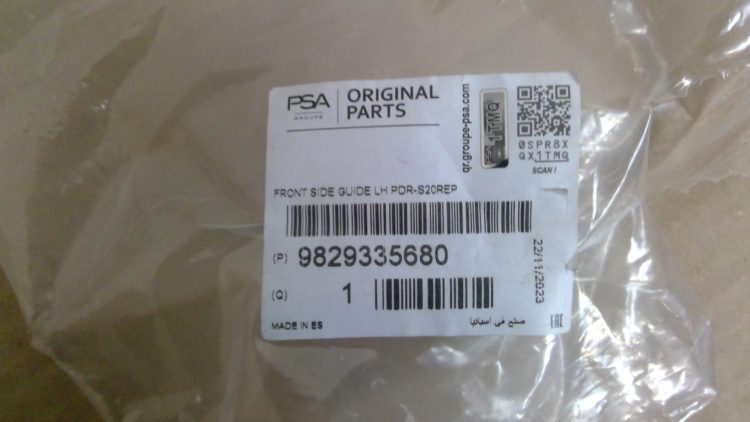 PSA
GROUPE
ORIGINAL
PARTS
qr.groupe-psa.com
1TMQ
0SPR8X
QX1TMQ
SCAN !
FRONT SIDE GUIDE LH PDR-S20REP
(P) 9829335680
(Q) 1
22/11/2023
MADE IN ES
صنع في اسبانيا